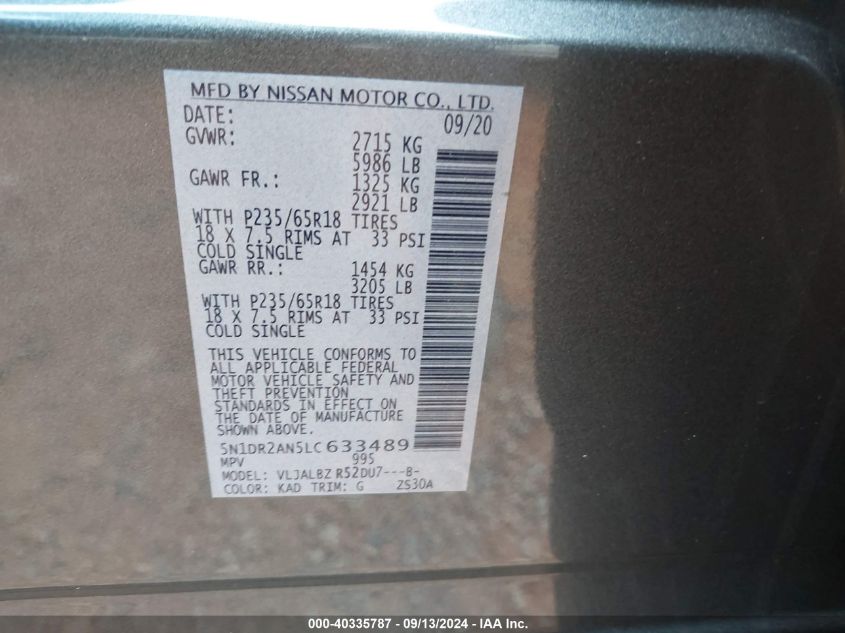 MFD BY NISSAN MOTOR CO., LTD.
DATE: 09/20
GVWR: 2715 KG
5986 LB
GAWR FR.: 1325 KG
2921 LB
WITH P235/65R18 TIRES
18 X 7.5 RIMS AT 33 PSI
COLD SINGLE
GAWR RR.: 1454 KG
3205 LB
WITH P235/65R18 TIRES
18 X 7.5 RIMS AT 33 PSI
COLD SINGLE
THIS VEHICLE CONFORMS TO
ALL APPLICABLE FEDERAL
MOTOR VEHICLE SAFETY AND
THEFT PREVENTION
STANDARDS IN EFFECT ON
THE DATE OF MANUFACTURE
SHOWN ABOVE.
5N1DR2AN5LC633489
MPV 995
MODEL: VLJALBZ R52DU7---B-
COLOR: KAD TRIM: G ZS30A
000-40335787 - 09/13/2024 - IAA Inc.